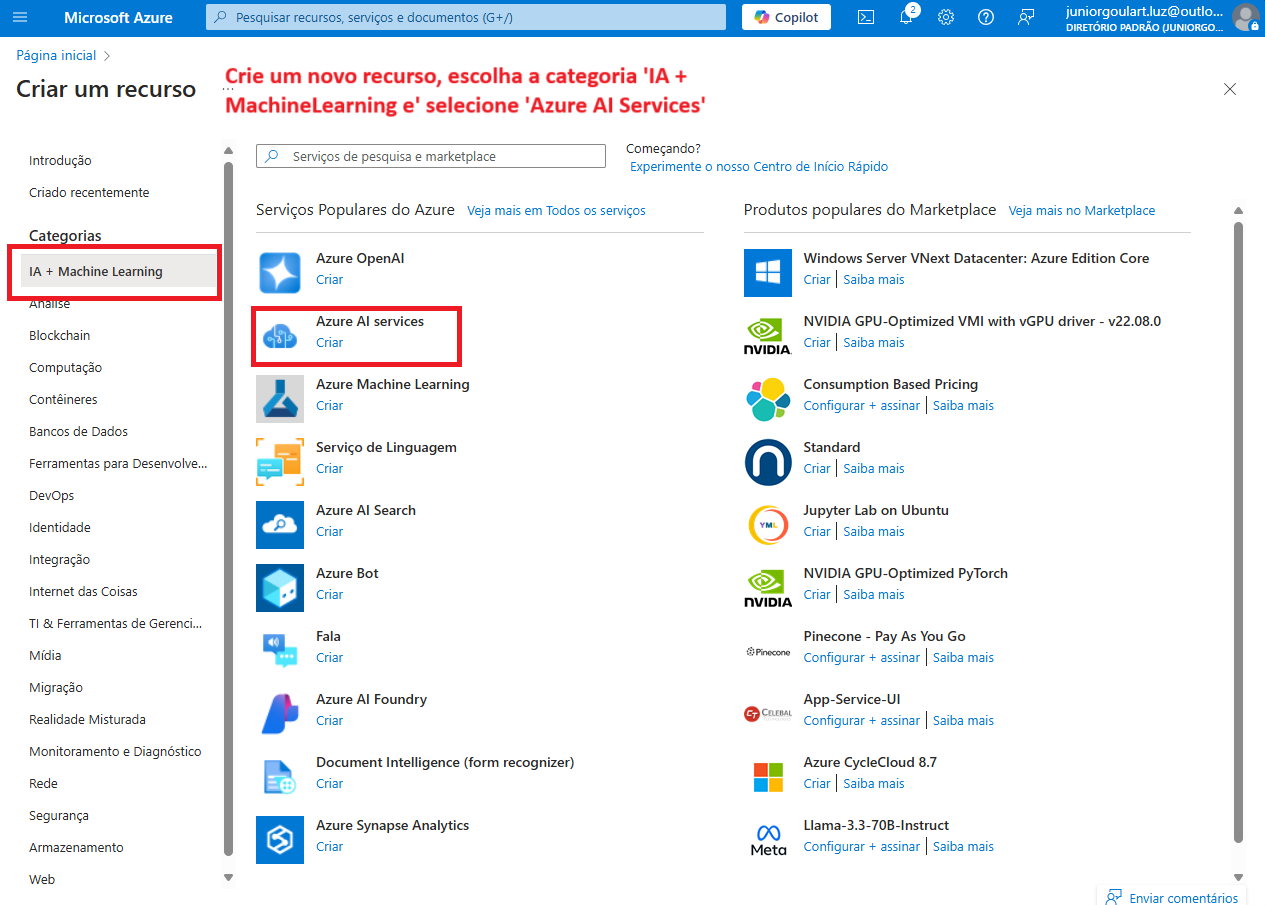 Microsoft Azure
Pesquisar recursos, serviços e documentos (G+/)
Copilot
2
juniorgoulart.luz@outlo...
DIRETÓRIO PADRÃO (JUNIORGO...
Página inicial
Criar um recurso
...
Crie um novo recurso, escolha a categoria 'IA +
MachineLearning e' selecione 'Azure AI Services'
Introdução
Criado recentemente
Categorias
IA + Machine Learning
Análise
Blockchain
Computação
Contêineres
Bancos de Dados
Ferramentas para Desenvolve...
DevOps
Identidade
Integração
Internet das Coisas
TI & Ferramentas de Gerenci...
Mídia
Migração
Realidade Misturada
Monitoramento e Diagnóstico
Rede
Segurança
Armazenamento
Web
Serviços de pesquisa e marketplace
Começando?
Experimente o nosso Centro de Início Rápido
Serviços Populares do Azure Veja mais em Todos os serviços
Azure OpenAI
Criar
Azure AI services
Criar
Azure Machine Learning
Criar
Serviço de Linguagem
Criar
Azure AI Search
Criar
Azure Bot
Criar
Fala
Criar
Azure AI Foundry
Criar
Document Intelligence (form recognizer)
Criar
Azure Synapse Analytics
Criar
Produtos populares do Marketplace Veja mais no Marketplace
Windows Server VNext Datacenter: Azure Edition Core
Criar | Saiba mais
NVIDIA GPU-Optimized VMI with vGPU driver - v22.08.0
Criar | Saiba mais
NVIDIA.
Consumption Based Pricing
Configurar + assinar | Saiba mais
Standard
Criar | Saiba mais
Jupyter Lab on Ubuntu
YML
Criar | Saiba mais
NVIDIA GPU-Optimized PyTorch
Criar | Saiba mais
NVIDIA
Pinecone - Pay As You Go
Pinecone
Configurar + assinar | Saiba mais
App-Service-UI
CT CELEBAL
Configurar + assinar | Saiba mais
Azure CycleCloud 8.7
Criar | Saiba mais
Llama-3.3-70B-Instruct
Meta
Configurar + assinar | Saiba mais
Enviar comentários